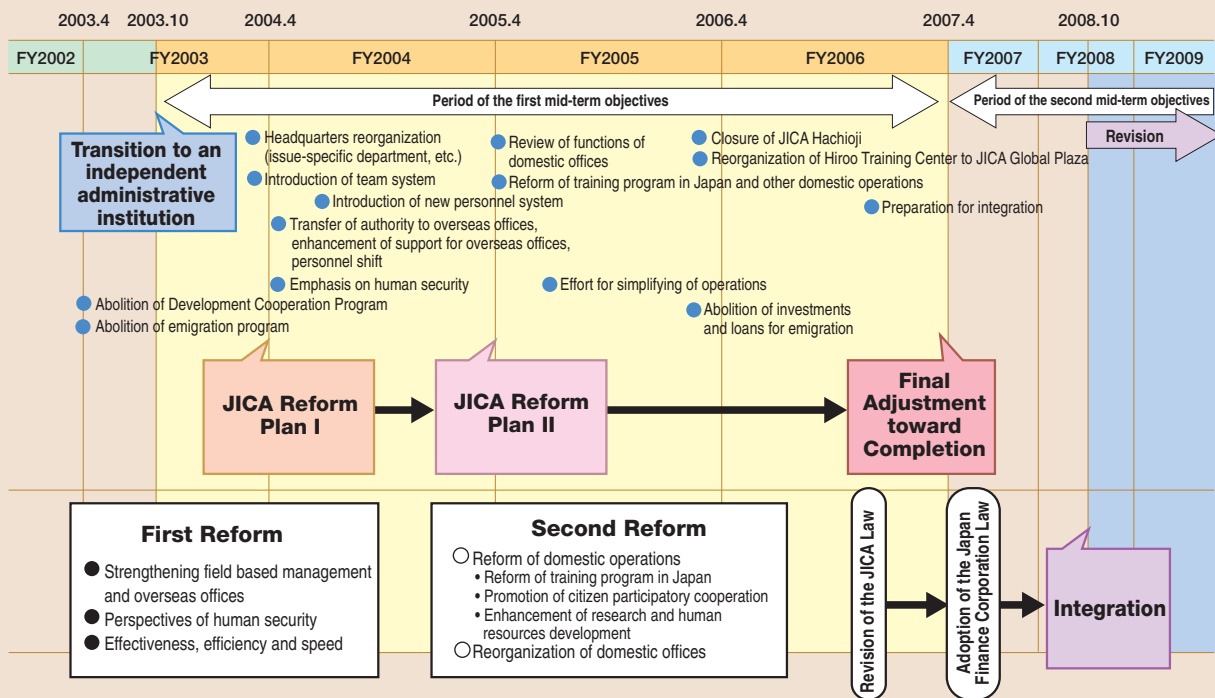 2003.4 2003.10 2004.4 2005.4 2006.4 2007.4 2008.10
FY2002 FY2003 FY2004 FY2005 FY2006 FY2007 FY2008 FY2009
Period of the first mid-term objectives
Period of the second mid-term objectives
Revision
Transition to an
independent
administrative
institution
Headquarters reorganization
(issue-specific department, etc.)
Introduction of team system
Introduction of new personnel system
Transfer of authority to overseas offices,
enhancement of support for overseas offices,
personnel shift
Emphasis on human security
Abolition of Development Cooperation Program
Abolition of emigration program
Review of functions of
domestic offices
Reform of training program in Japan and other domestic operations
Effort for simplifying of operations
Closure of JICA Hachioji
Reorganization of Hiroo Training Center to JICA Global Plaza
Preparation for integration
Abolition of investments
and loans for emigration
JICA Reform
Plan I
JICA Reform
Plan II
Final
Adjustment
toward
Completion
First Reform
● Strengthening field based management
and overseas offices
● Perspectives of human security
● Effectiveness, efficiency and speed
Second Reform
○ Reform of domestic operations
• Reform of training program in Japan
• Promotion of citizen participatory cooperation
• Enhancement of research and human
resources development
○ Reorganization of domestic offices
Revision of the JICA Law
Adoption of the Japan
Finance Corporation Law
Integration